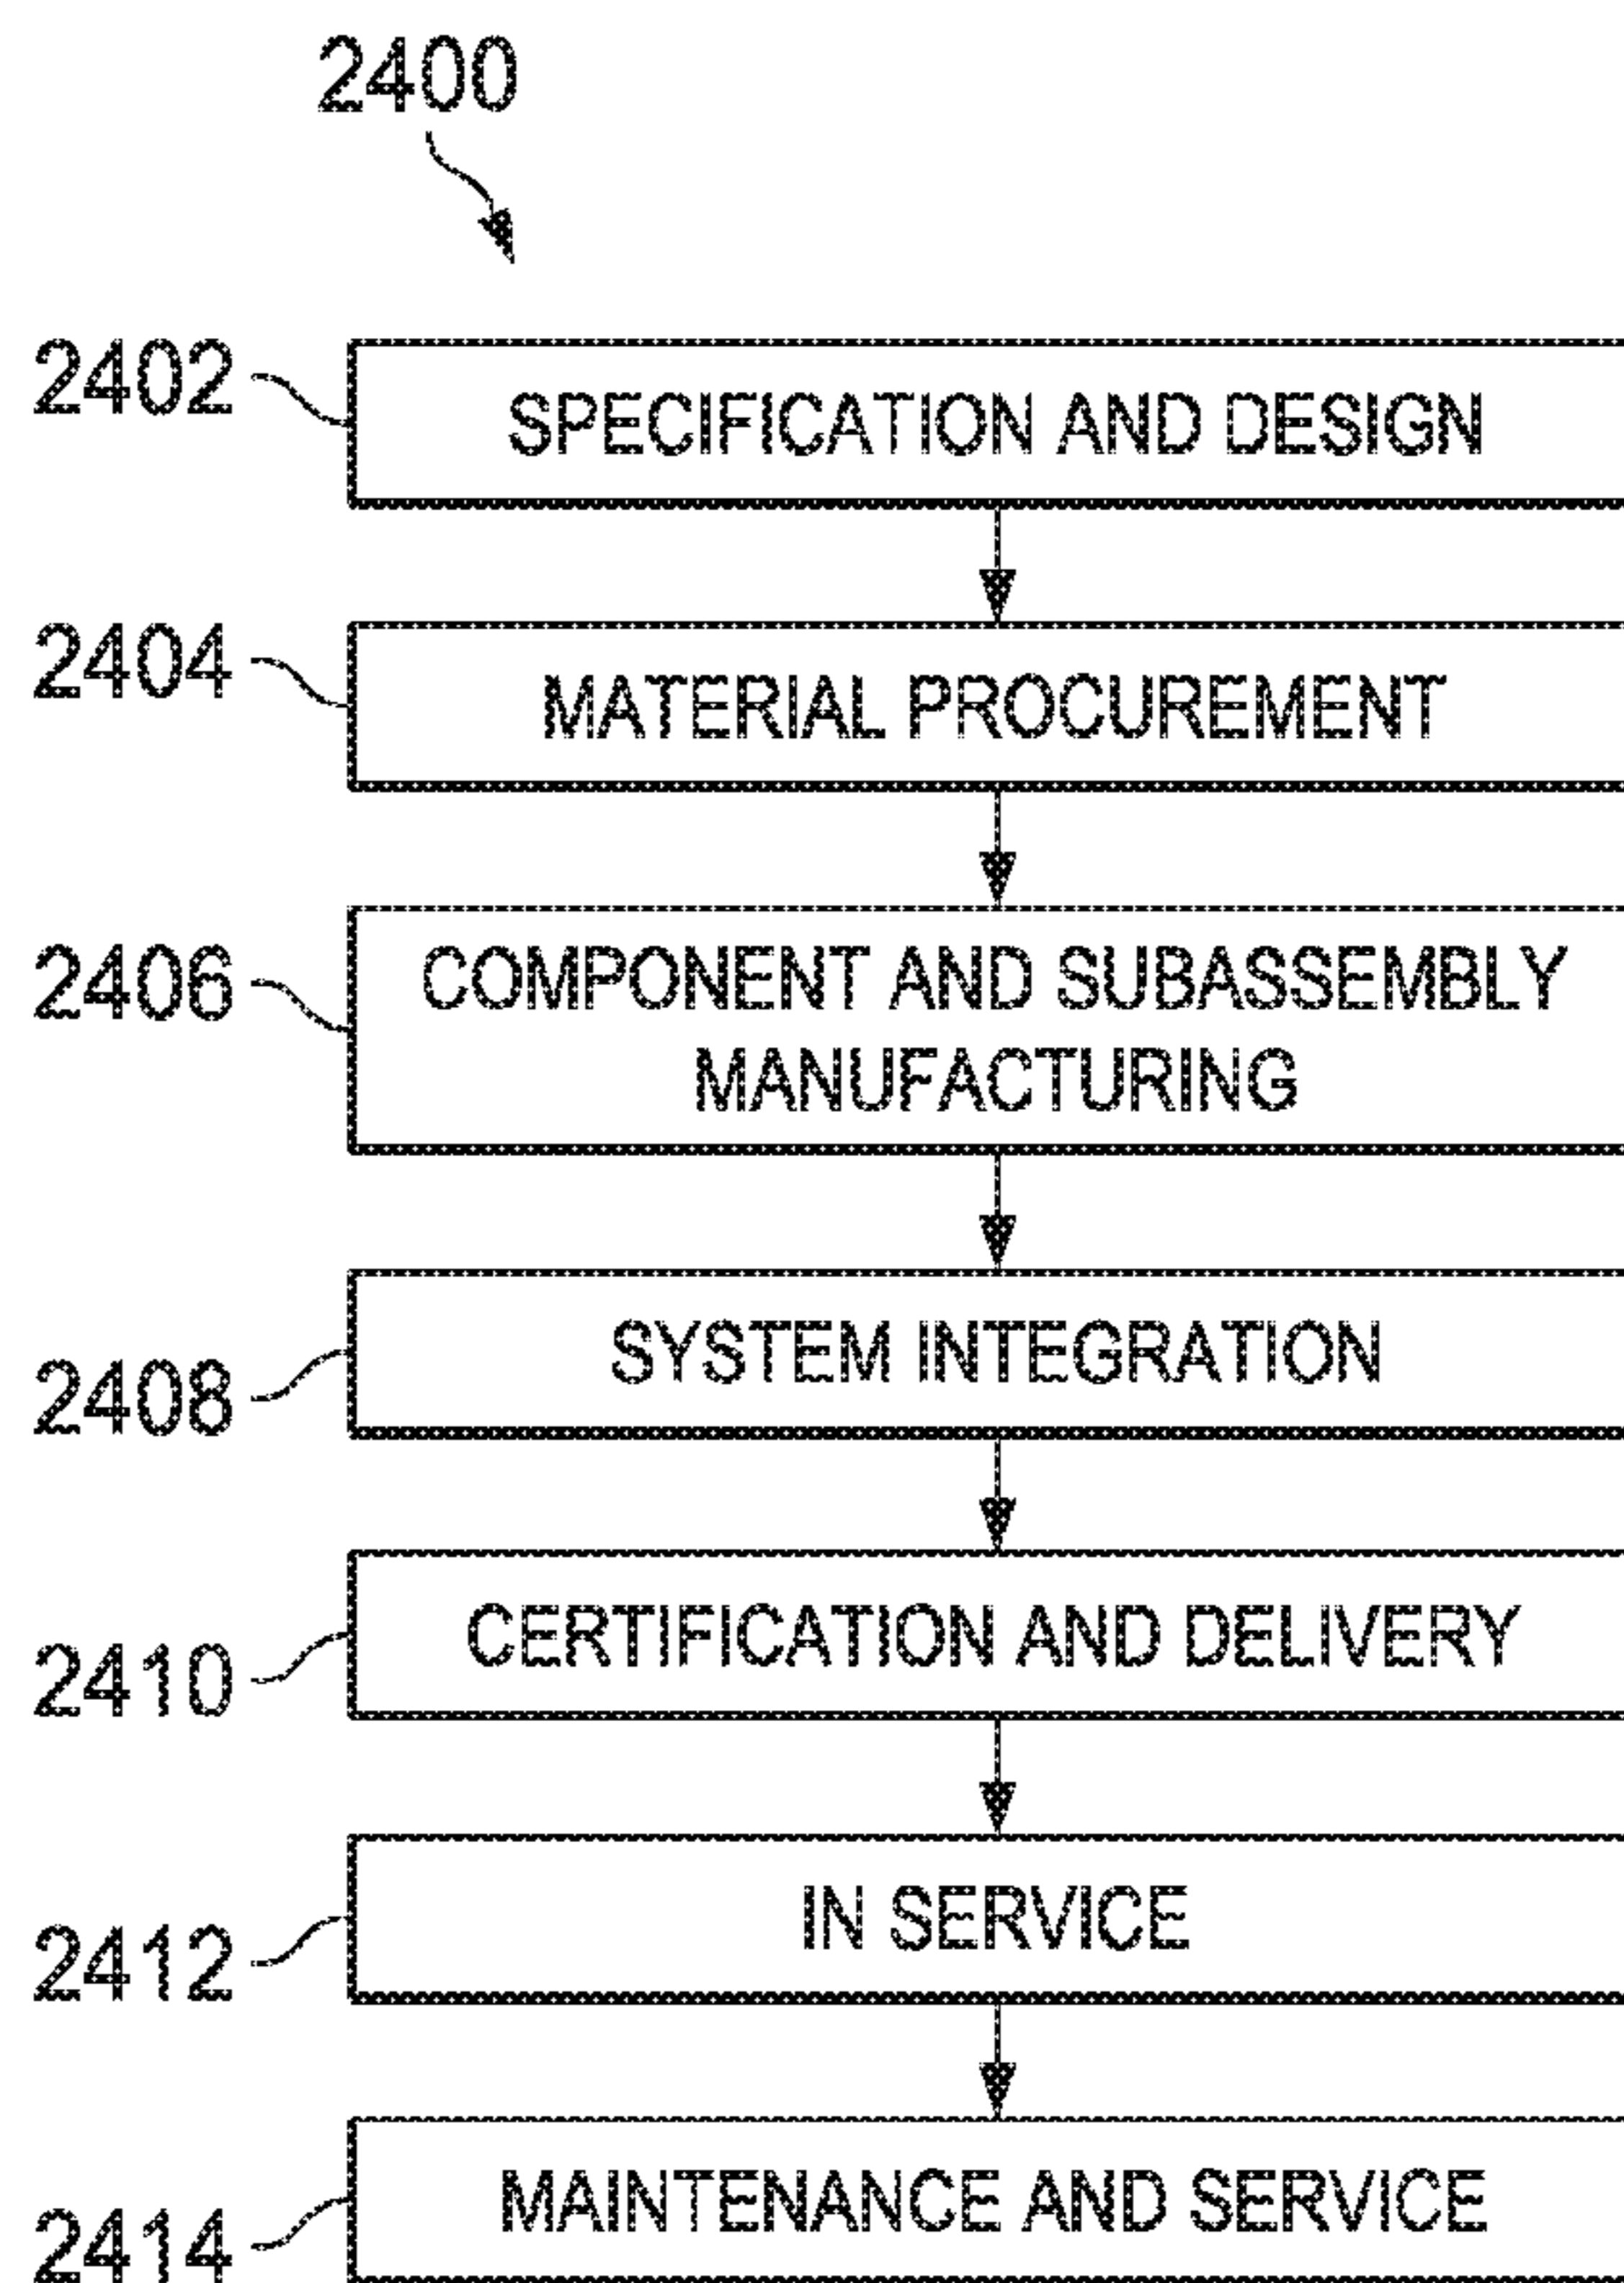 2400
2402
SPECIFICATION AND DESIGN
2404
MATERIAL PROCUREMENT
2406
COMPONENT AND SUBASSEMBLY
MANUFACTURING
2408
SYSTEM INTEGRATION
2410
CERTIFICATION AND DELIVERY
2412
IN SERVICE
2414
MAINTENANCE AND SERVICE